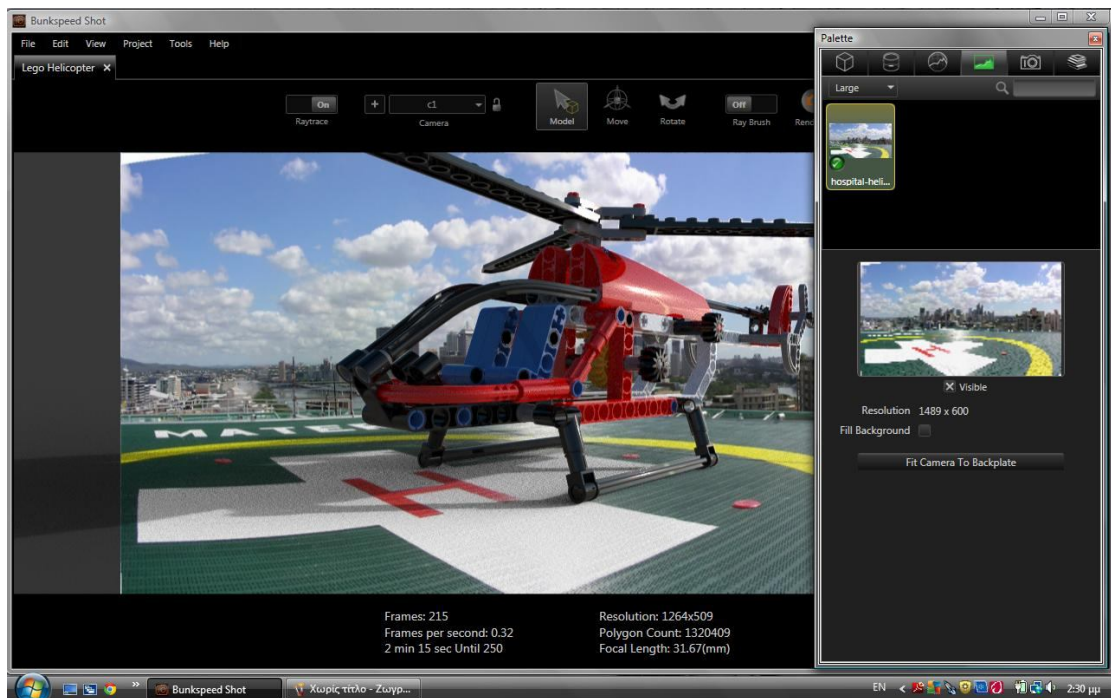 Bunkspeed Shot
File Edit View Project Tools Help
Lego Helicopter
On
Raytrace
c1
Camera
Model
Move
Rotate
Off
Ray Brush
Palette
Large
hospital-heli...
Visible
Resolution 1489 x 600
Fill Background
Fit Camera To Backplate
MATER
H
Frames: 215
Frames per second: 0.32
2 min 15 sec Until 250
Resolution: 1264x509
Polygon Count: 1320409
Focal Length: 31.67(mm)
Bunkspeed Shot
Χωρίς τίτλο - Ζωγρ...
EN
2:30 μμ